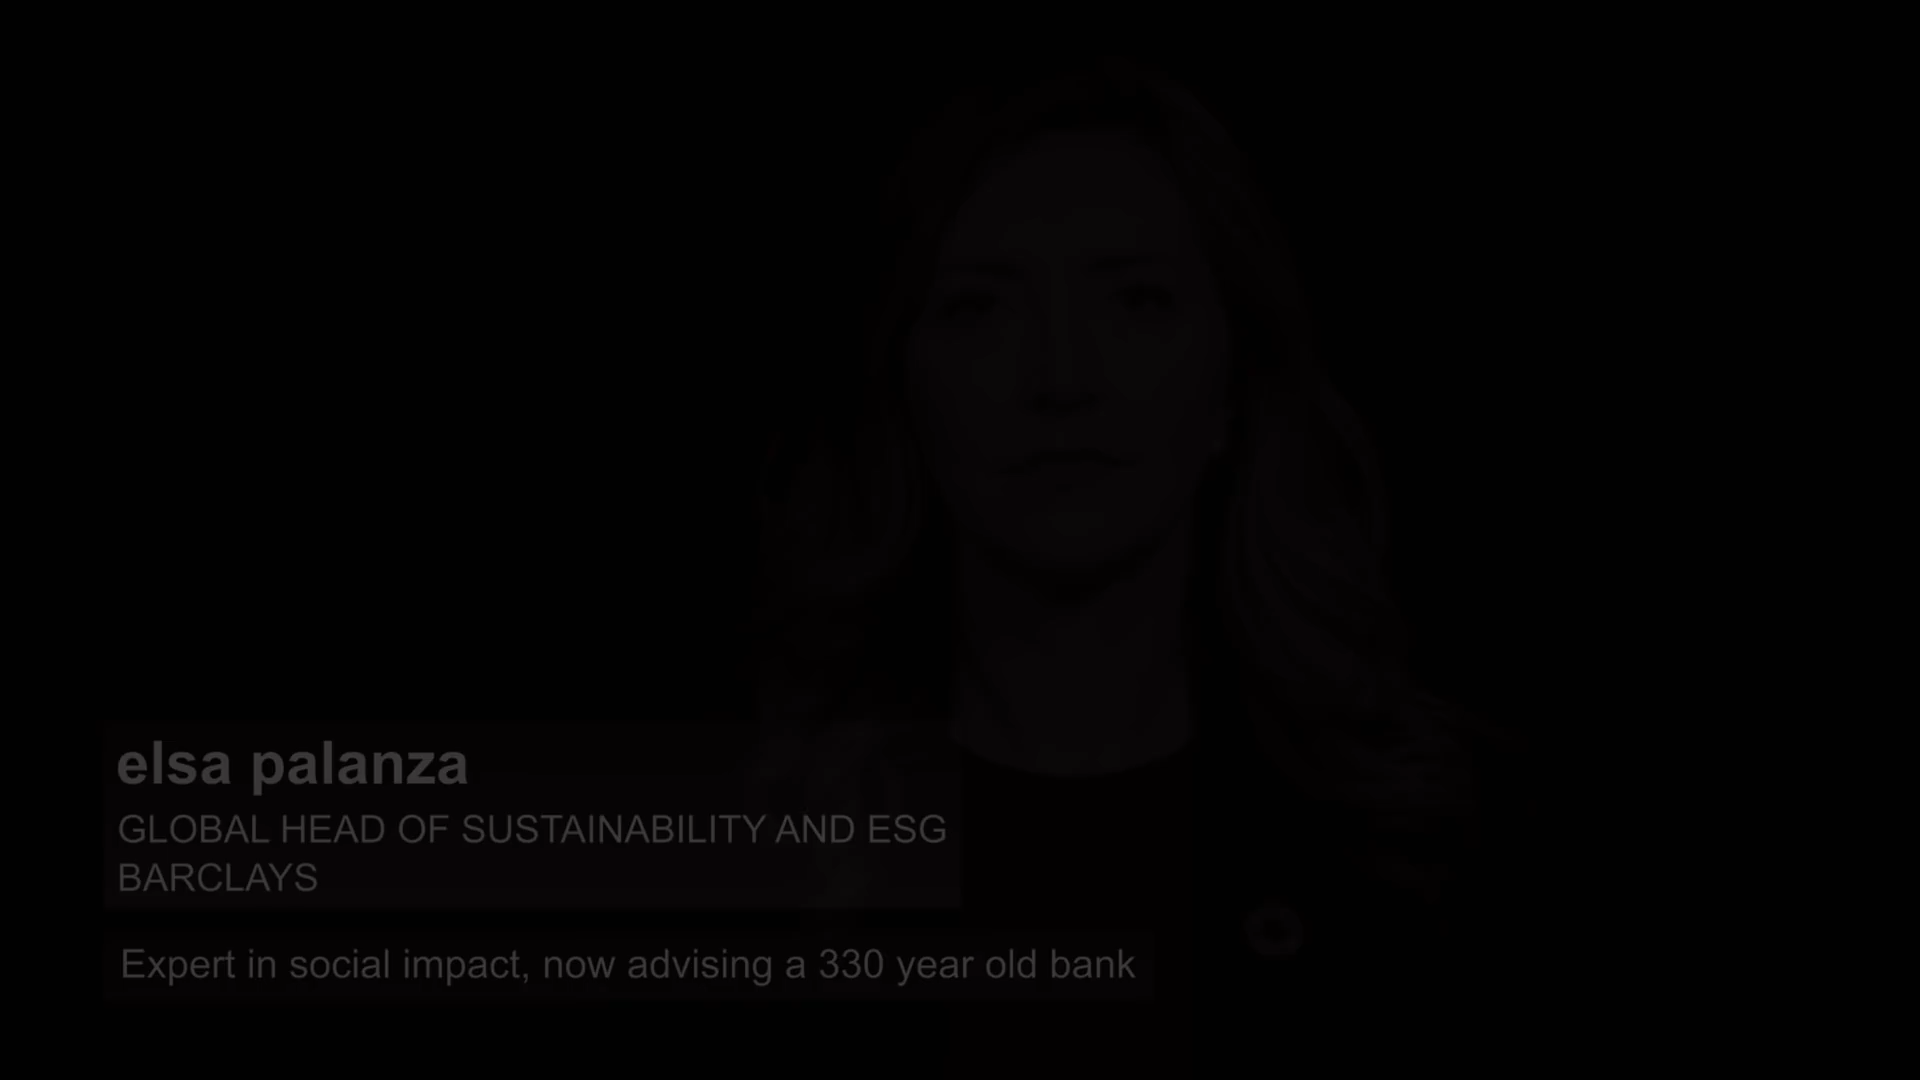 elsa palanza
GLOBAL HEAD OF SUSTAINABILITY AND ESG
BARCLAYS
Expert in social impact, now advising a 330 year old bank